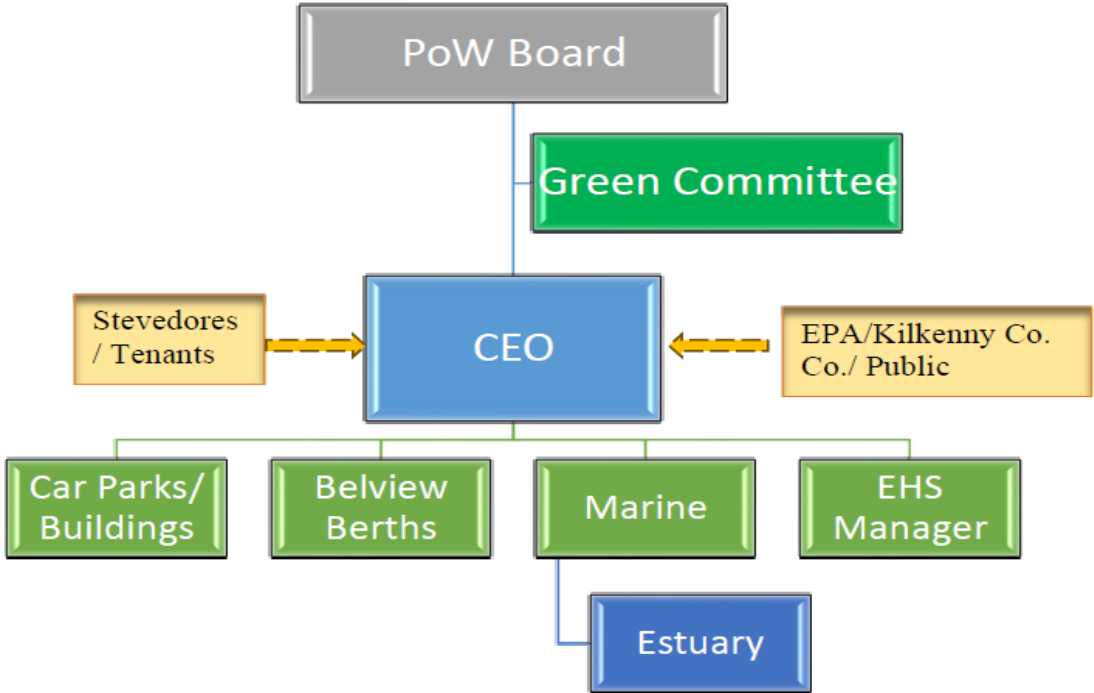 PoW Board
Green Committee
Stevedores
/ Tenants
CEO
EPA/Kilkenny Co.
Co./ Public
Car Parks/
Buildings
Belview
Berths
Marine
EHS
Manager
Estuary